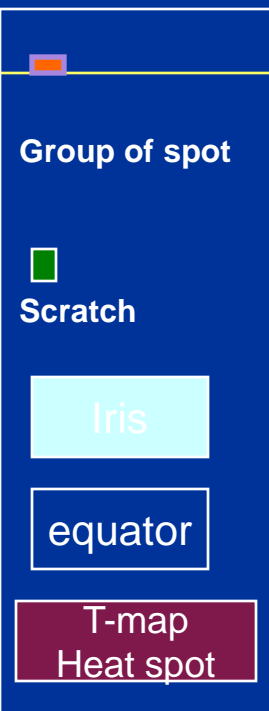 Group of spot
Scratch
Iris
equator
T-map
Heat spot